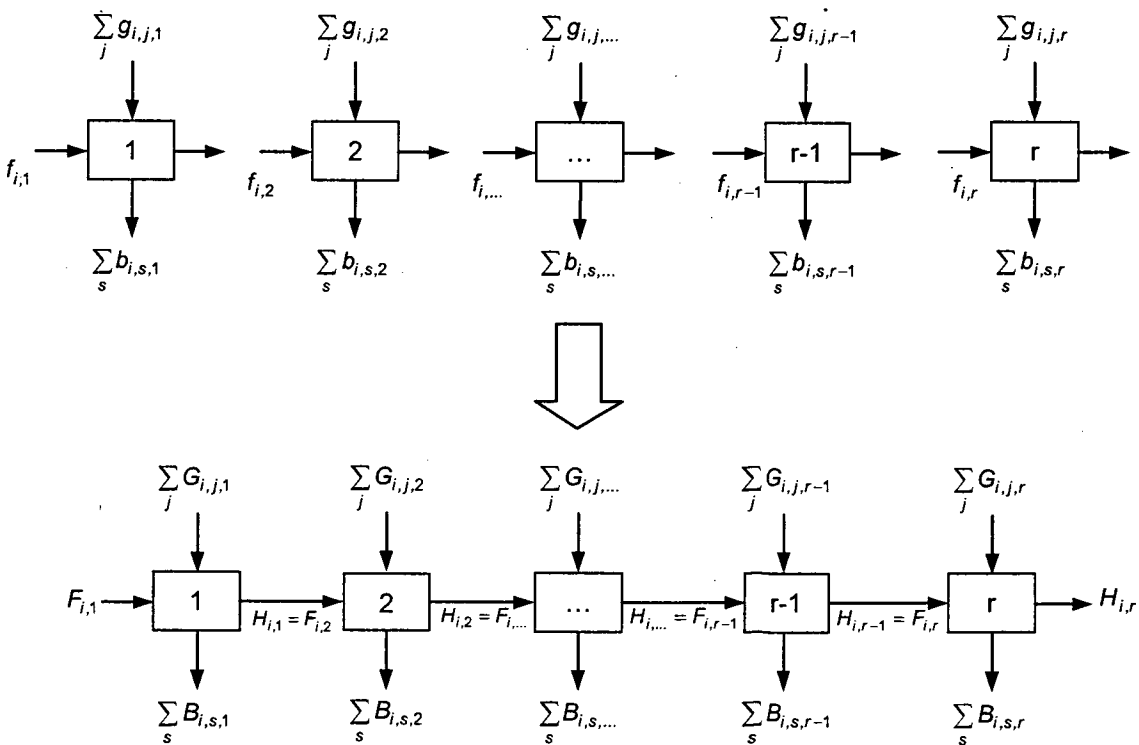 ∑_j g_{i,j,1} ∑_j g_{i,j,2} ∑_j g_{i,j,...} ∑_j g_{i,j,r−1} ∑_j g_{i,j,r}
1 2 ... r-1 r
f_{i,1} f_{i,2} f_{i,...} f_{i,r−1} f_{i,r}
∑_s b_{i,s,1} ∑_s b_{i,s,2} ∑_s b_{i,s,...} ∑_s b_{i,s,r−1} ∑_s b_{i,s,r}
∑_j G_{i,j,1} ∑_j G_{i,j,2} ∑_j G_{i,j,...} ∑_j G_{i,j,r−1} ∑_j G_{i,j,r}
F_{i,1} 1 2 ... r-1 r H_{i,r}
H_{i,1} = F_{i,2} H_{i,2} = F_{i,...} H_{i,...} = F_{i,r−1} H_{i,r−1} = F_{i,r}
∑_s B_{i,s,1} ∑_s B_{i,s,2} ∑_s B_{i,s,...} ∑_s B_{i,s,r−1} ∑_s B_{i,s,r}